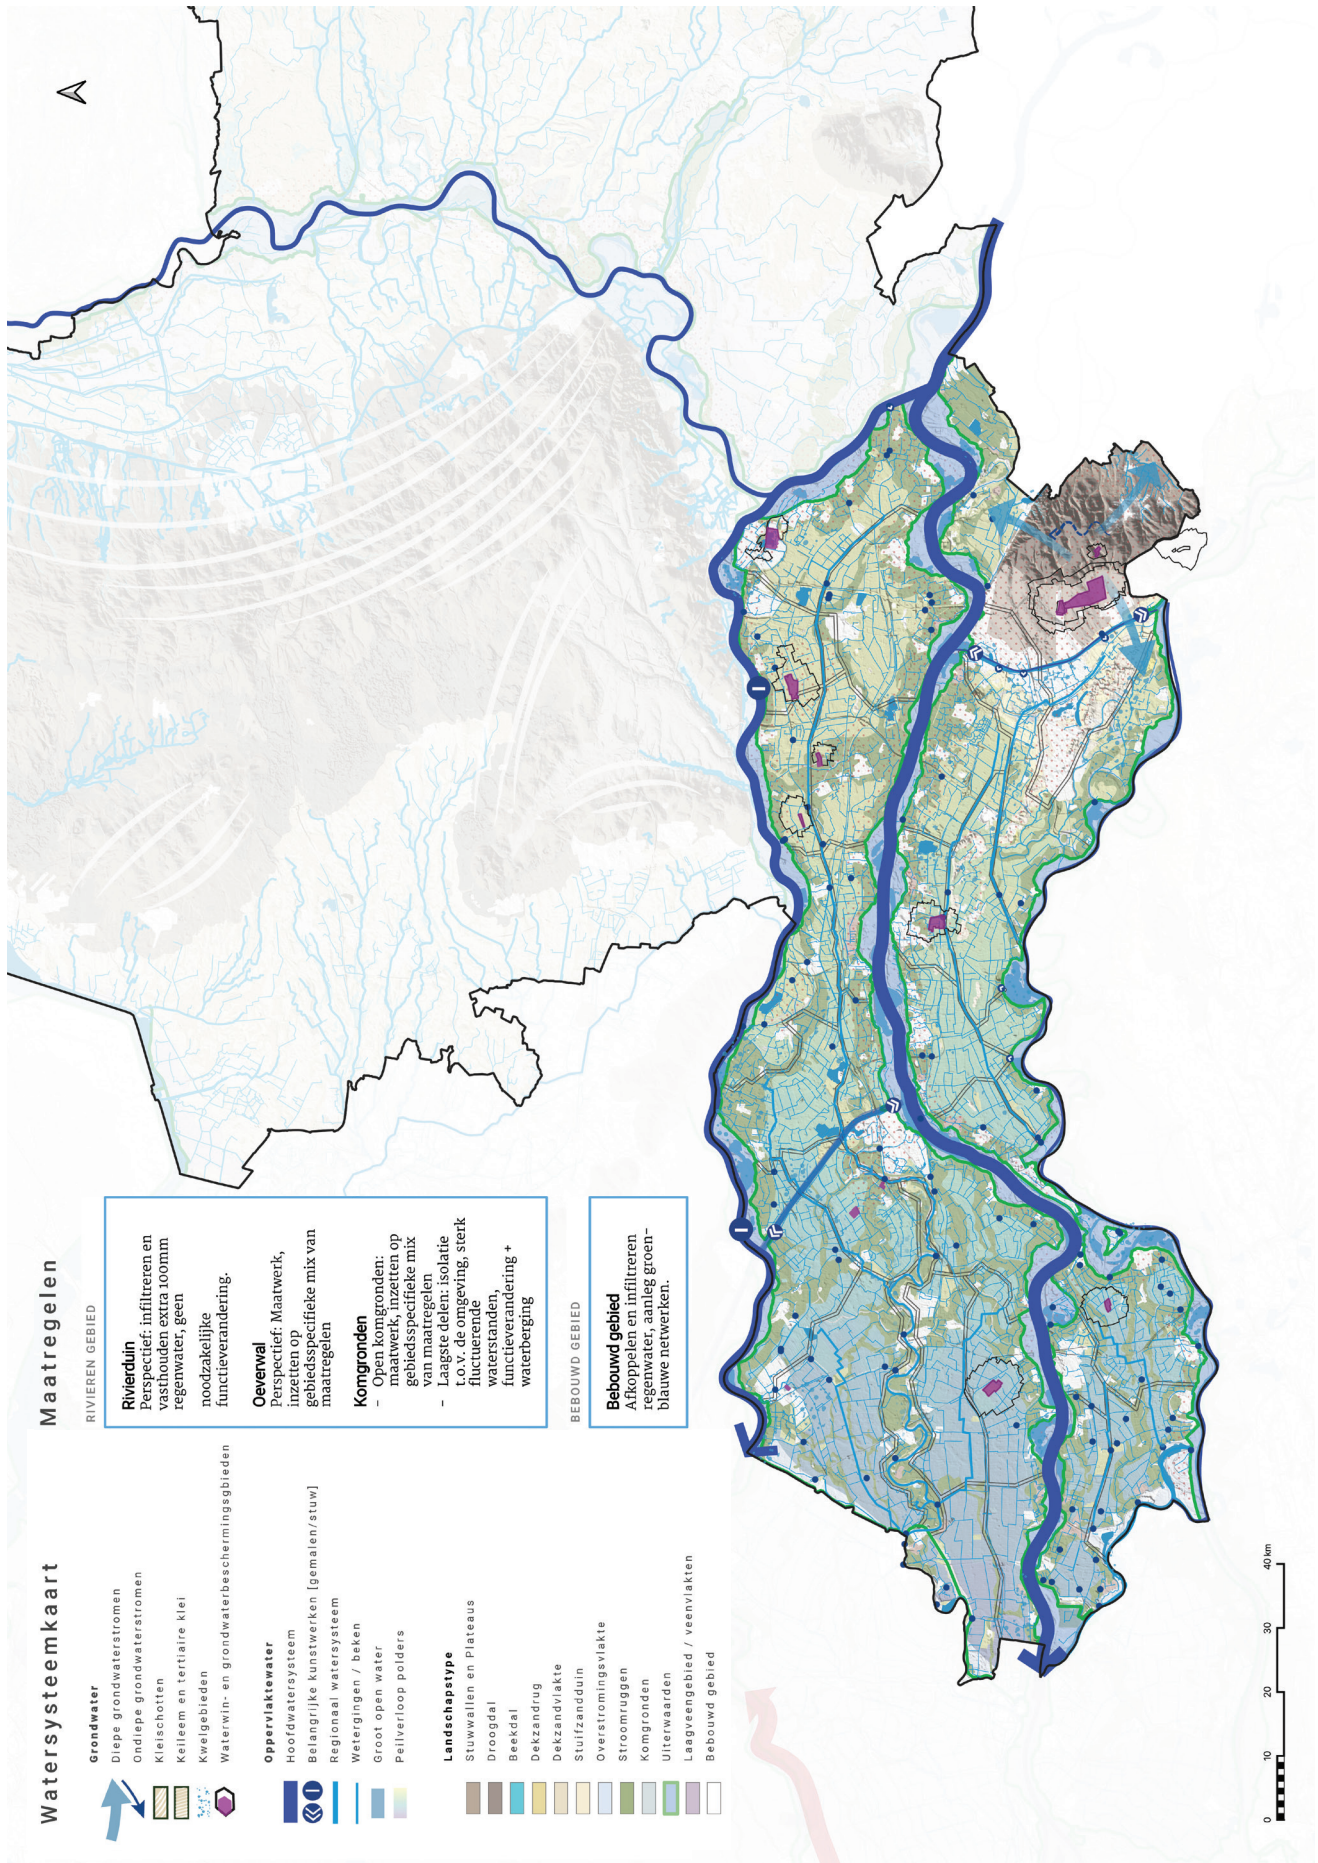 Watersysteemkaart
Grondwater
Diepe grondwaterstromen
Ondiepe grondwaterstromen
Kleischotten
Keileem en tertiaire klei
Kwelgebieden
Waterwin- en grondwaterbeschermingsgbieden
Oppervlaktewater
Hoofdwatersysteem
Belangrijke kunstwerken [gemalen/stuw]
Regionaal watersysteem
Wetergingen / beken
Groot open water
Peilverloop polders
Landschapstype
Stuwwallen en Plateaus
Droogdal
Beekdal
Dekzandrug
Dekzandvlakte
Stuifzandduin
Overstromingsvlakte
Stroomruggen
Komgronden
Uiterwaarden
Laagveengebied / veenvlakten
Bebouwd gebied
Maatregelen
RIVIEREN GEBIED
Rivierduin
Perspectief: infiltreren en
vasthouden extra 100mm
regenwater, geen
noodzakelijke
functieverandering.
Oeverwal
Perspectief: Maatwerk,
inzetten op
gebiedsspecifieke mix van
maatregelen
Komgronden
- Open komgronden:
maatwerk, inzetten op
gebiedsspecifieke mix
van maatregelen
- Laagste delen: isolatie
t.o.v. de omgeving, sterk
fluctuerende
waterstanden,
functieverandering +
waterberging
BEBOUWD GEBIED
Bebouwd gebied
Afkoppelen en infiltreren
regenwater, aanleg groen-
blauwe netwerken.
0 10 20 30 40 km